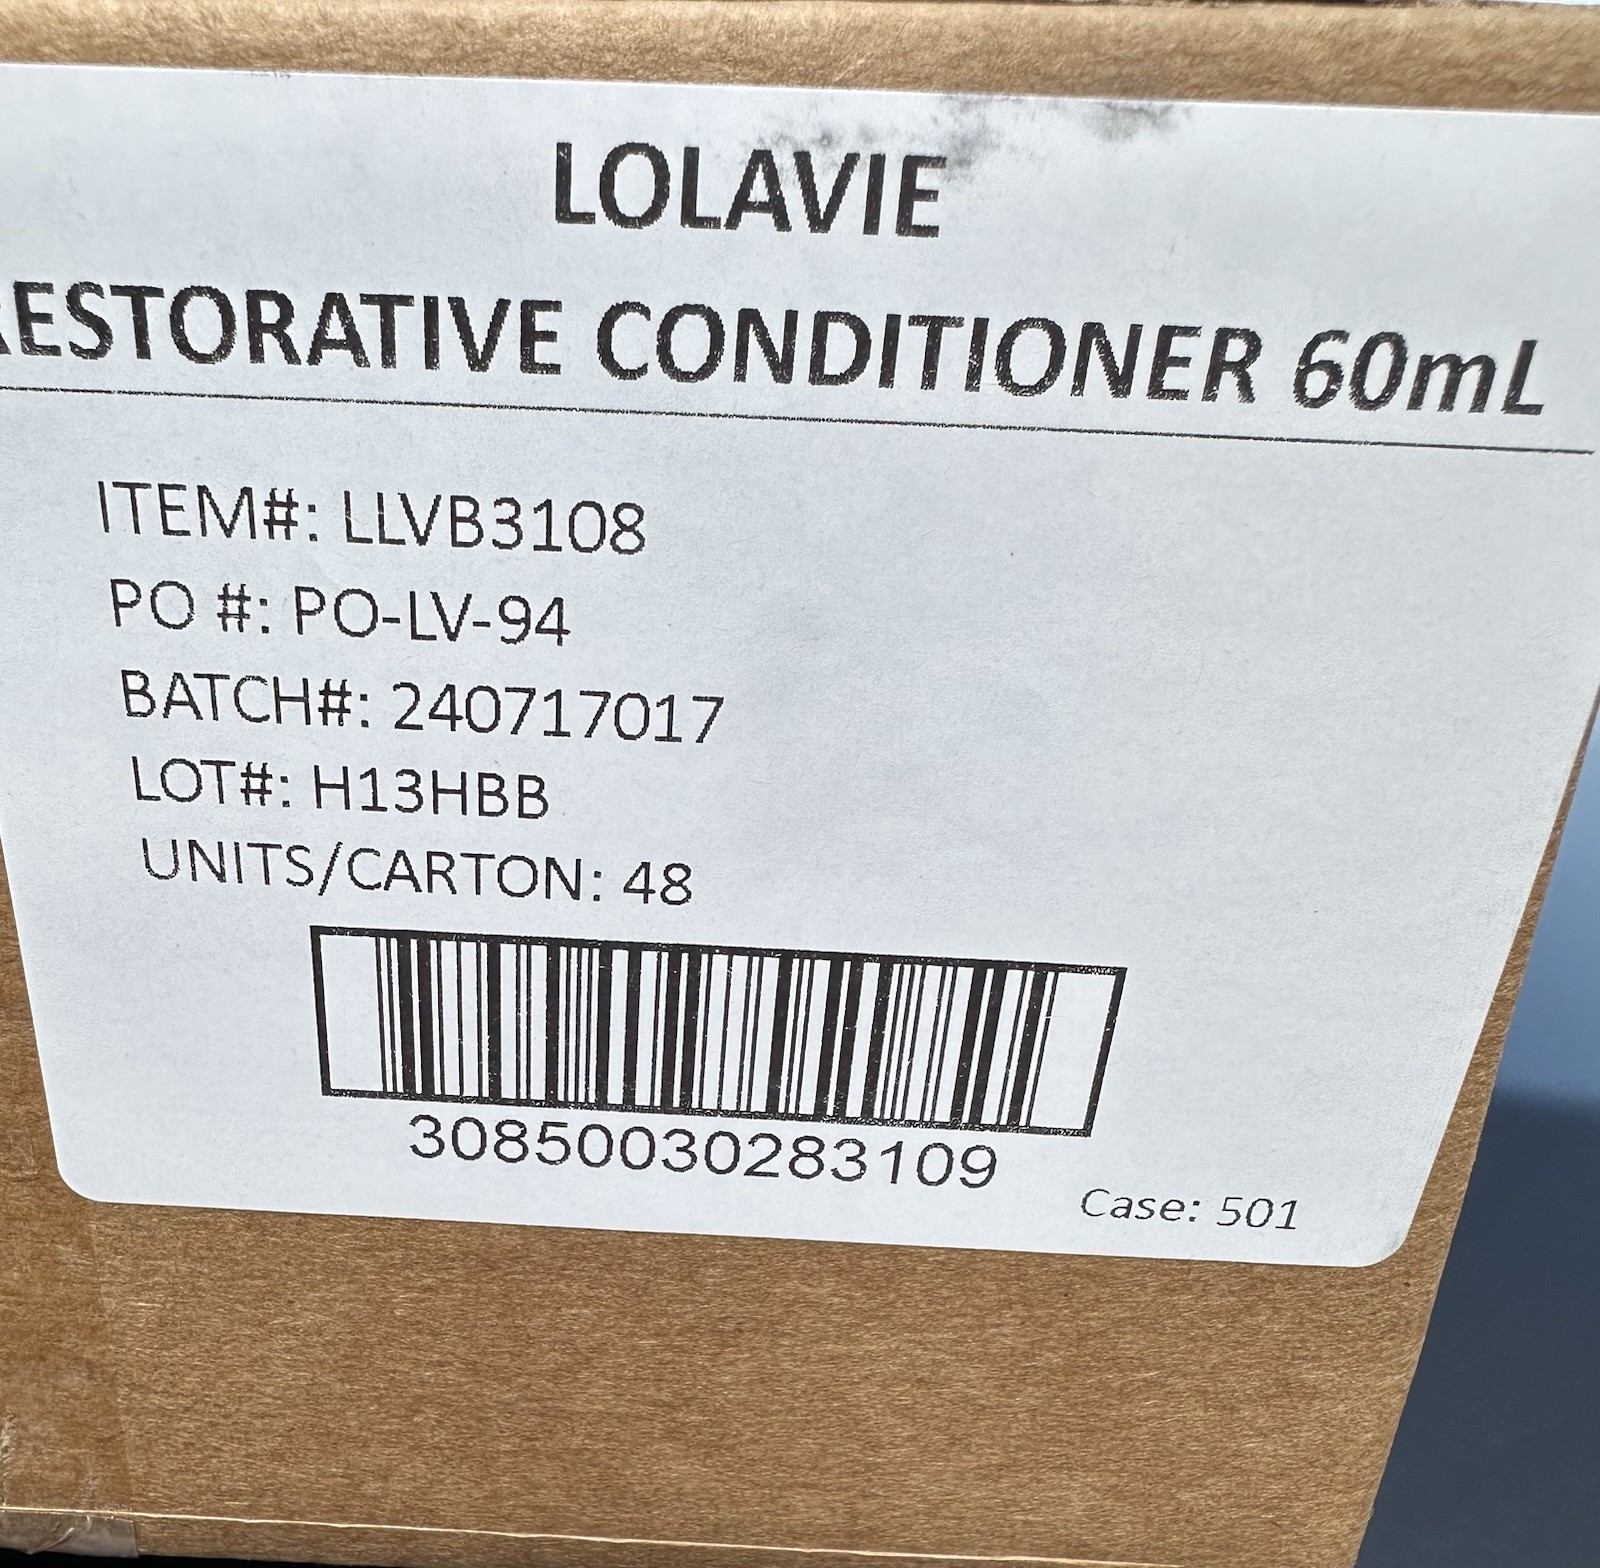 LOLAVIE
RESTORATIVE CONDITIONER 60mL
ITEM#: LLVB3108
PO #: PO-LV-94
BATCH#: 240717017
LOT#: H13HBB
UNITS/CARTON: 48
30850030283109
Case: 501